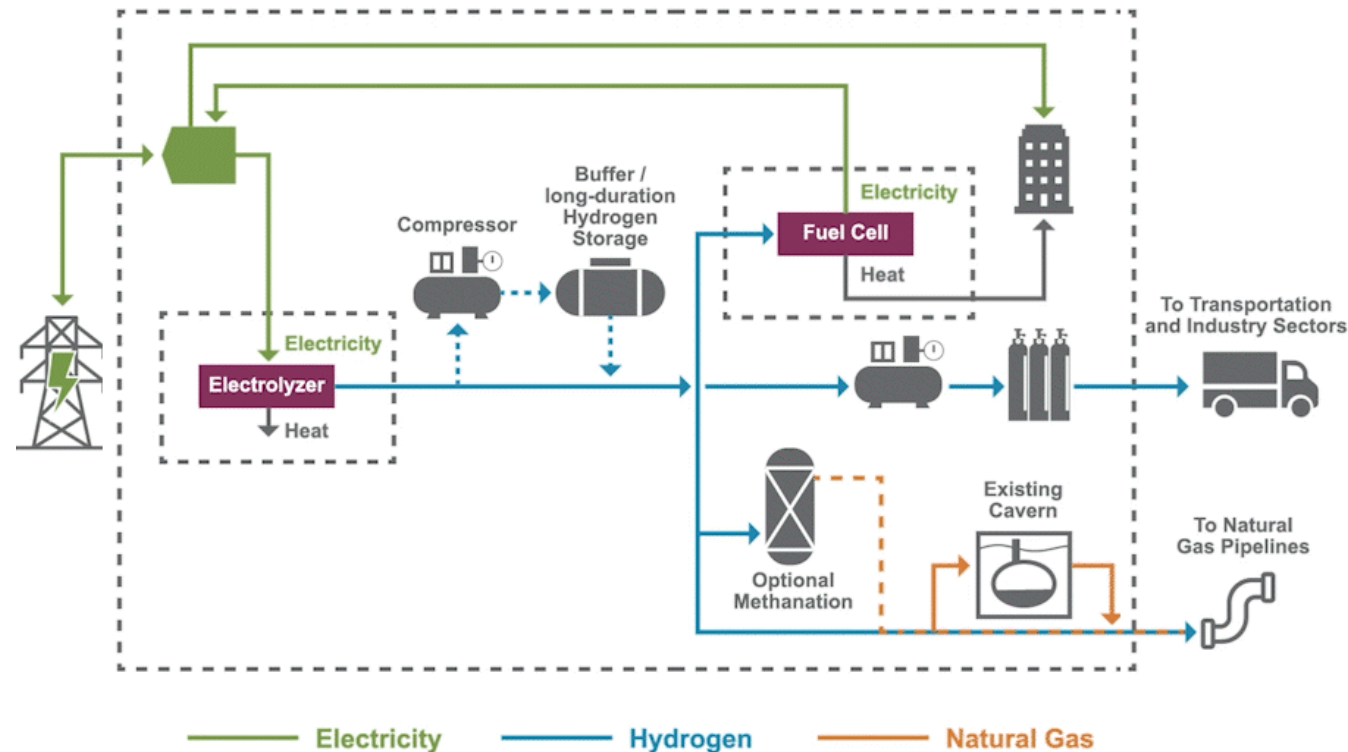 Buffer /
long-duration
Hydrogen
Storage
Compressor
Electricity
Fuel Cell
Heat
To Transportation
and Industry Sectors
Electricity
Electrolyzer
Heat
Existing
Cavern
To Natural
Gas Pipelines
Optional
Methanation
Electricity
Hydrogen
Natural Gas